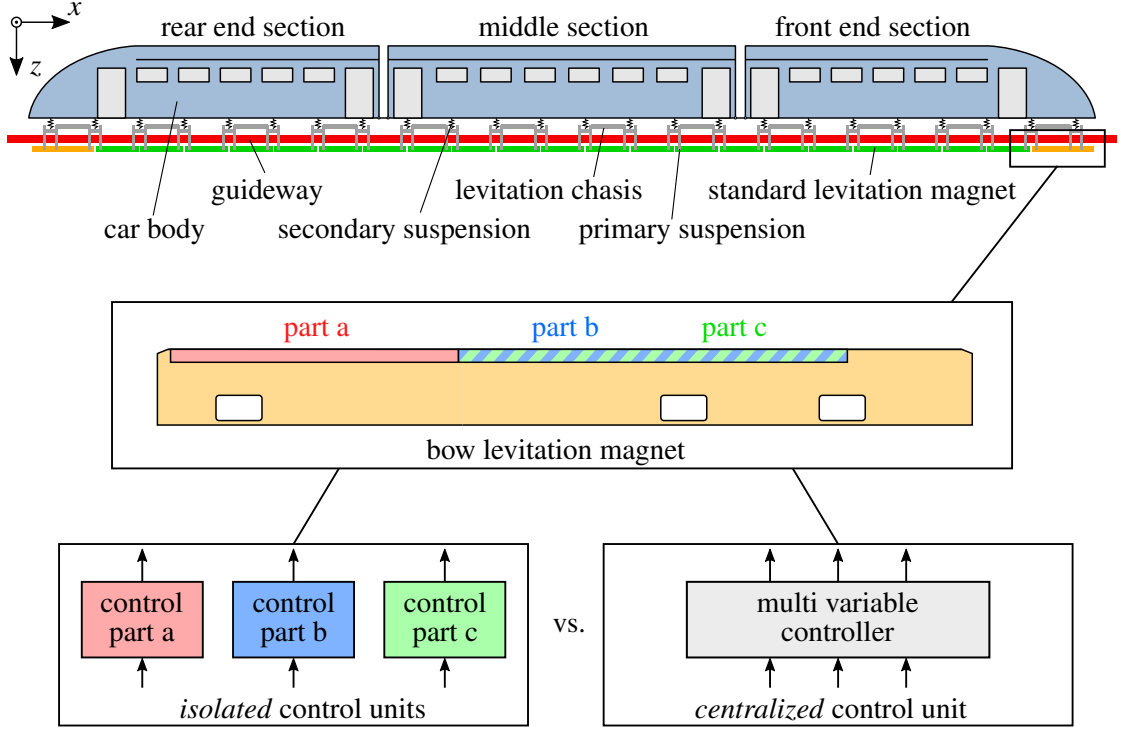 x
z
rear end section
middle section
front end section
guideway
levitation chasis
standard levitation magnet
car body
secondary suspension
primary suspension
part a
part b
part c
bow levitation magnet
control
part a
control
part b
control
part c
isolated control units
vs.
multi variable
controller
centralized control unit